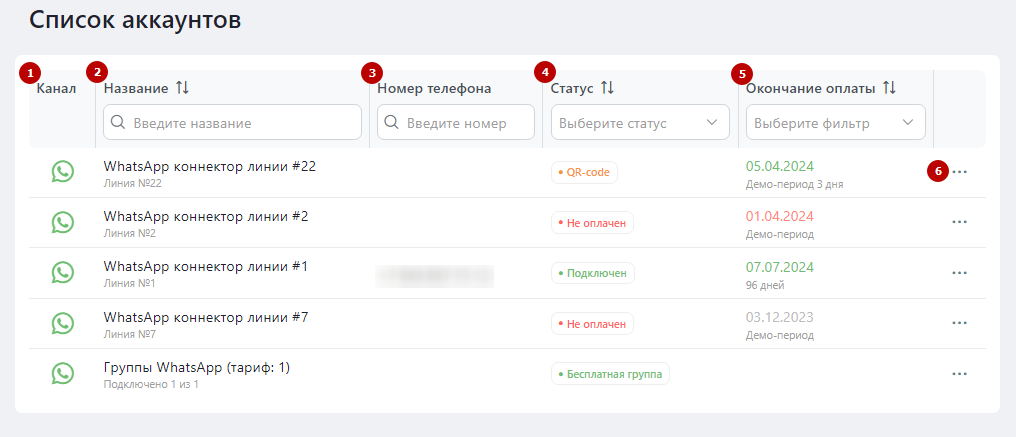 Список аккаунтов
1 2 3 4 5
Канал Название Номер телефона Статус Окончание оплаты
Введите название Введите номер Выберите статус Выберите фильтр
WhatsApp коннектор линии #22 QR-code 05.04.2024 6
Линия №22 Демо-период 3 дня
WhatsApp коннектор линии #2 Не оплачен 01.04.2024
Линия №2 Демо-период
WhatsApp коннектор линии #1 Подключен 07.07.2024
Линия №1 96 дней
WhatsApp коннектор линии #7 Не оплачен 03.12.2023
Линия №7 Демо-период
Группы WhatsApp (тариф: 1) Бесплатная группа
Подключено 1 из 1